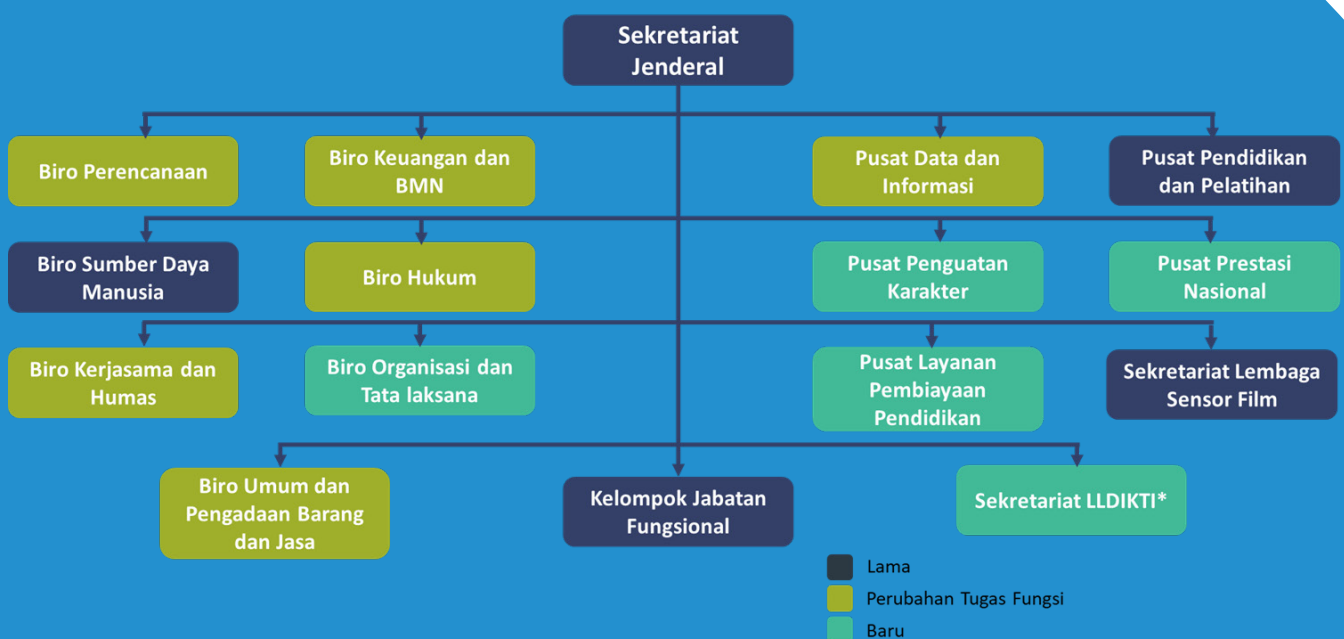 Sekretariat
Jenderal
Biro Perencanaan
Biro Keuangan dan
BMN
Pusat Data dan
Informasi
Pusat Pendidikan
dan Pelatihan
Biro Sumber Daya
Manusia
Biro Hukum
Pusat Penguatan
Karakter
Pusat Prestasi
Nasional
Biro Kerjasama dan
Humas
Biro Organisasi dan
Tata laksana
Pusat Layanan
Pembiayaan
Pendidikan
Sekretariat Lembaga
Sensor Film
Biro Umum dan
Pengadaan Barang
dan Jasa
Kelompok Jabatan
Fungsional
Sekretariat LLDIKTI*
Lama
Perubahan Tugas Fungsi
Baru